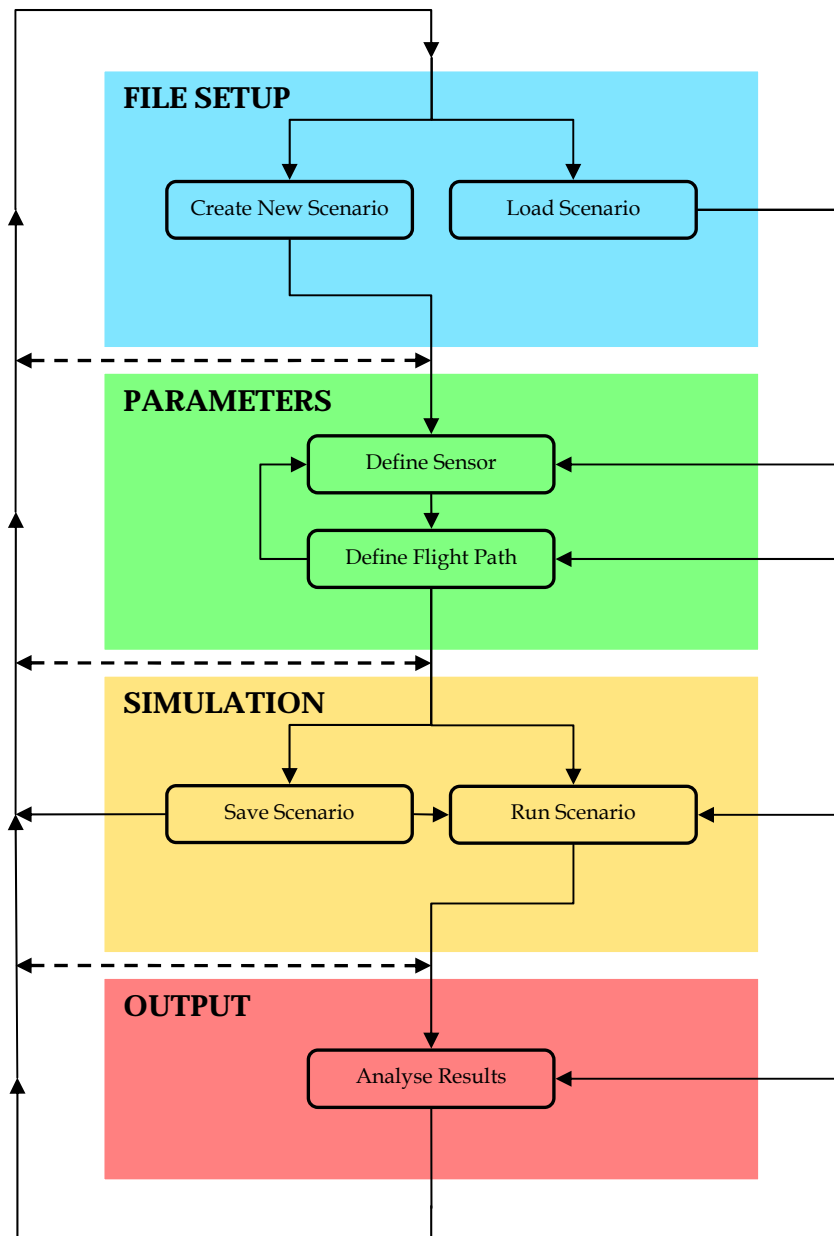 FILE SETUP
Create New Scenario
Load Scenario
PARAMETERS
Define Sensor
Define Flight Path
SIMULATION
Save Scenario
Run Scenario
OUTPUT
Analyse Results